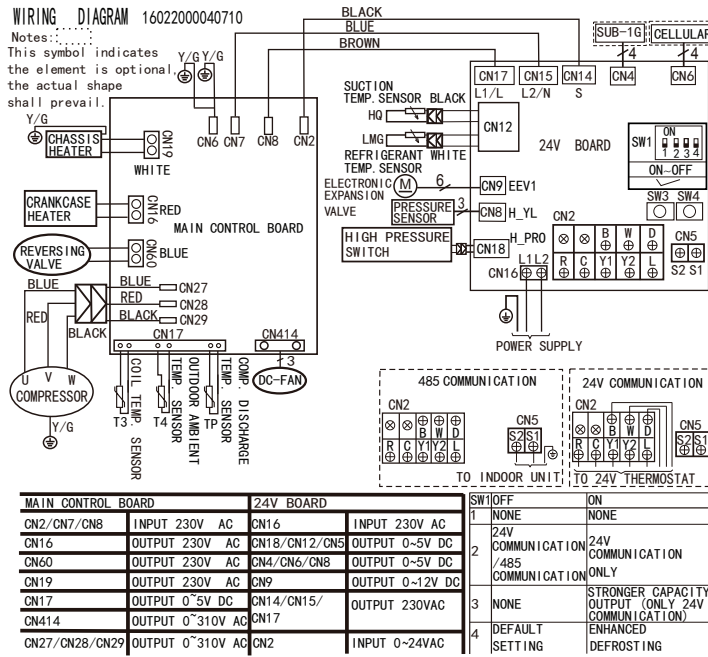 WIRING DIAGRAM 16022000040710
Notes:
This symbol indicates
the element is optional,
the actual shape
shall prevail.
BLACK
BLUE
BROWN
Y/G Y/G
CN6 CN7 CN8 CN2
Y/G
CHASSIS
HEATER
CN19
WHITE
CRANKCASE
HEATER
CN16
RED
MAIN CONTROL BOARD
REVERSING
VALVE
CN60
BLUE
BLUE
RED
BLACK
BLUE
RED
BLACK
CN27
CN28
CN29
CN17
CN414
3
DC-FAN
U V W
COMPRESSOR
Y/G
T3
COIL TEMP. SENSOR
T4
OUTDOOR AMBIENT
TEMP. SENSOR
TP
COMP. DISCHARGE
TEMP. SENSOR
SUB-1G
CELLULAR
4
4
CN17 CN15 CN14 CN4 CN6
L1/L L2/N S
SUCTION
TEMP. SENSOR BLACK
HQ
LMG
CN12
REFRIGERANT WHITE
TEMP. SENSOR
24V BOARD
SW1
ON
1 2 3 4
ON~OFF
SW3 SW4
ELECTRONIC
EXPANSION
VALVE
M
6
CN9 EEV1
PRESSURE
SENSOR
3
CN8 H_YL
HIGH PRESSURE
SWITCH
CN18
H_PRO
CN2
B W D
R C Y1 Y2 L
CN5
S2 S1
L1 L2
CN16
POWER SUPPLY
485 COMMUNICATION
CN2
B W D
R C Y1 Y2 L
CN5
S2 S1
TO INDOOR UNIT
24V COMMUNICATION
CN2
B W D
R C Y1 Y2 L
CN5
S2 S1
TO 24V THERMOSTAT
MAIN CONTROL BOARD 24V BOARD
CN2/CN7/CN8 INPUT 230V AC CN16 INPUT 230V AC
CN16 OUTPUT 230V AC CN18/CN12/CN5 OUTPUT 0~5V DC
CN60 OUTPUT 230V AC CN4/CN6/CN8 OUTPUT 0~5V DC
CN19 OUTPUT 230V AC CN9 OUTPUT 0~12V DC
CN17 OUTPUT 0~5V DC CN14/CN15/
CN17 OUTPUT 230VAC
CN414 OUTPUT 0~310V AC
CN27/CN28/CN29 OUTPUT 0~310V AC CN2 INPUT 0~24VAC
SW1 OFF ON
1 NONE NONE
2 24V
COMMUNICATION
/485
COMMUNICATION
24V
COMMUNICATION
ONLY
3 NONE
STRONGER CAPACITY
OUTPUT (ONLY 24V
COMMUNICATION)
4 DEFAULT
SETTING
ENHANCED
DEFROSTING